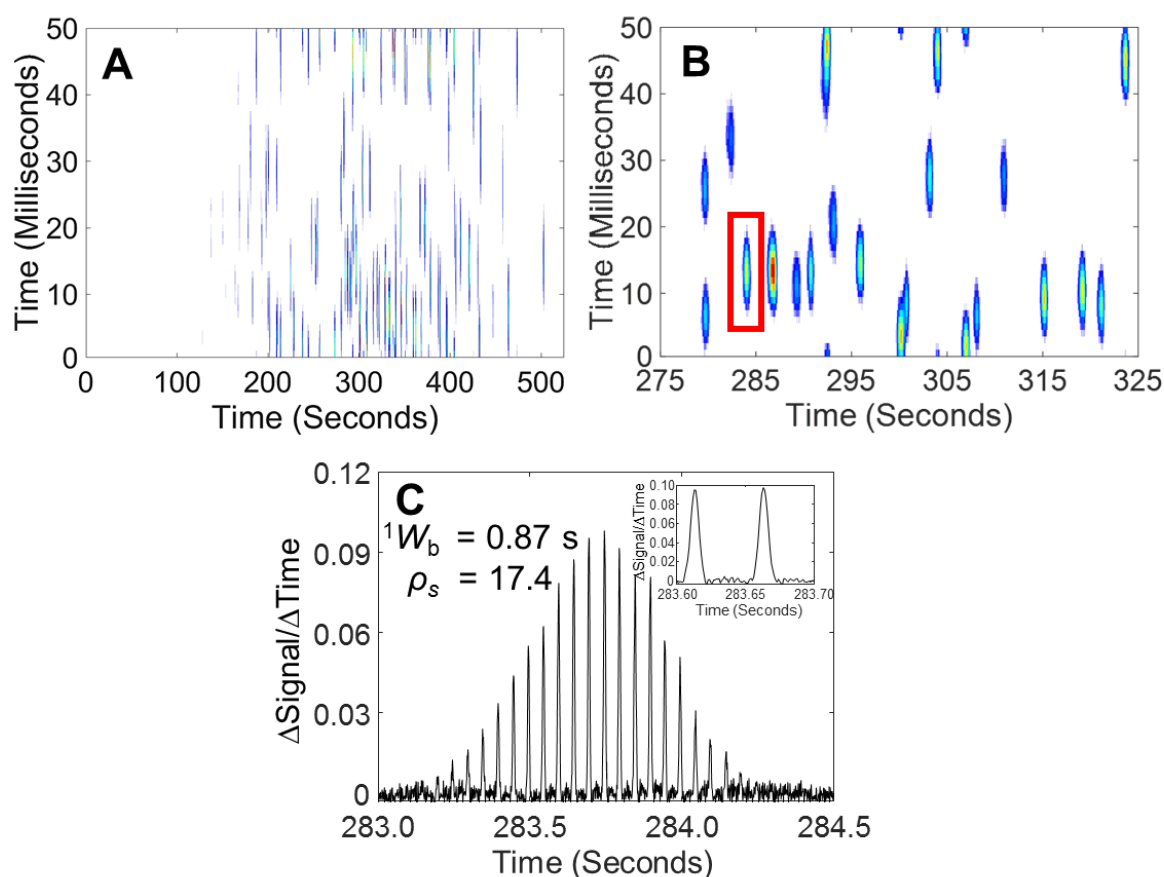 A
Time (Milliseconds)
50
40
30
20
10
0
0 100 200 300 400 500
Time (Seconds)
B
Time (Milliseconds)
50
40
30
20
10
0
275 285 295 305 315 325
Time (Seconds)
C
¹Wb = 0.87 s
ρs = 17.4
ΔSignal/ΔTime
0.12
0.09
0.06
0.03
0
283.0 283.5 284.0 284.5
Time (Seconds)
ΔSignal/ΔTime
0.10
0.08
0.06
0.04
0.02
0
283.60 283.65 283.70
Time (Seconds)